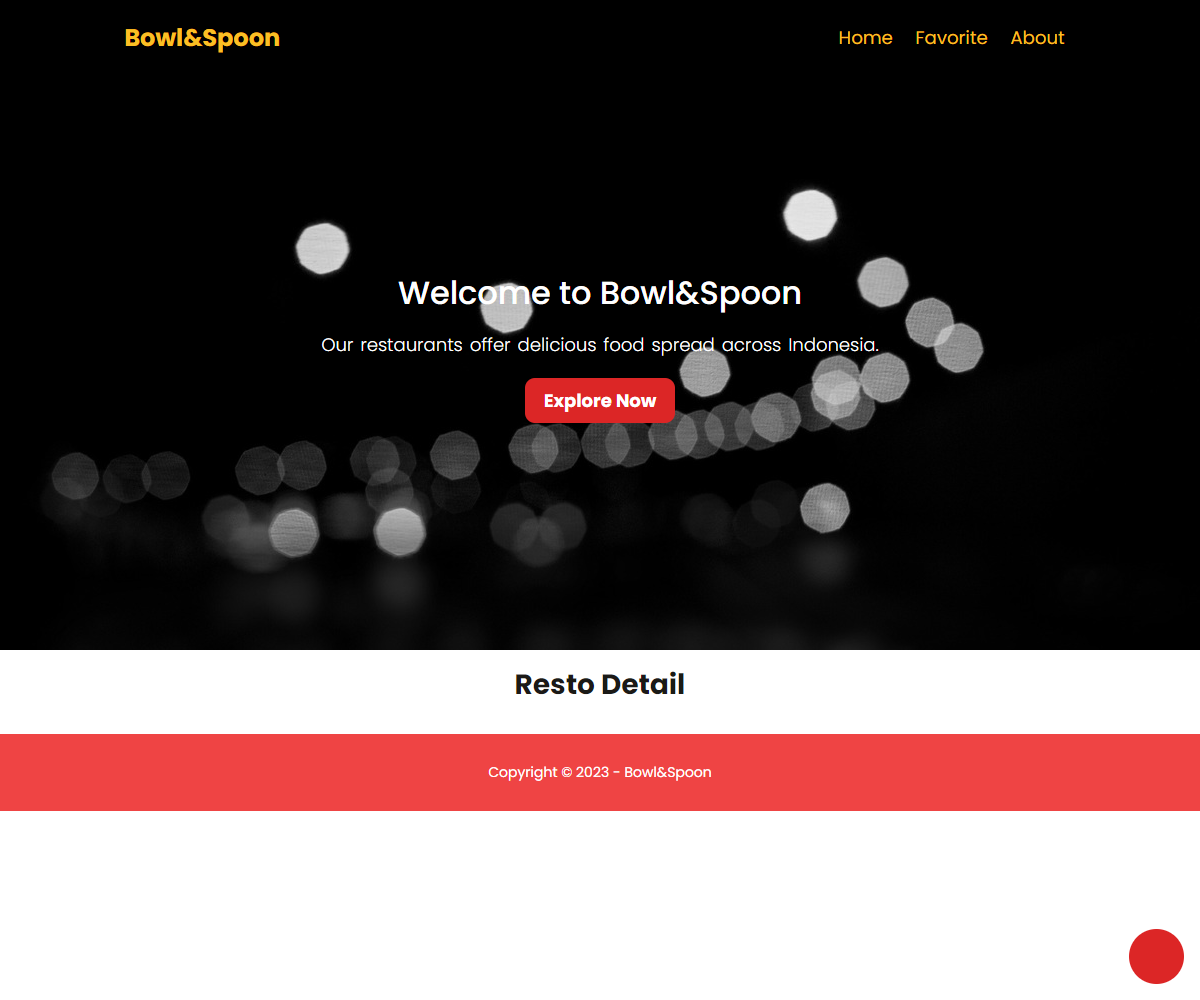 Bowl&Spoon
Home Favorite About
Welcome to Bowl&Spoon
Our restaurants offer delicious food spread across Indonesia.
Explore Now
Resto Detail
Copyright © 2023 - Bowl&Spoon